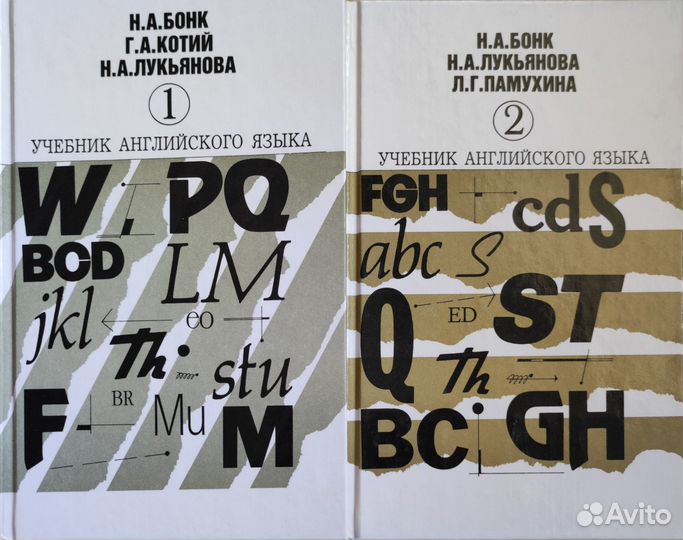 Н.А.БОНК
Г.А.КОТИЙ
Н.А.ЛУКЬЯНОВА
1
УЧЕБНИК АНГЛИЙСКОГО ЯЗЫКА
W I PQ
BCD
LM
jkl
eo
Th
stu
BR
F
Mu
M
Н.А.БОНК
Н.А.ЛУКЬЯНОВА
Л.Г.ПАМУХИНА
2
УЧЕБНИК АНГЛИЙСКОГО ЯЗЫКА
FGH
cdS
abc
S
Q
ED
ST
Th
BCi
GH
Avito